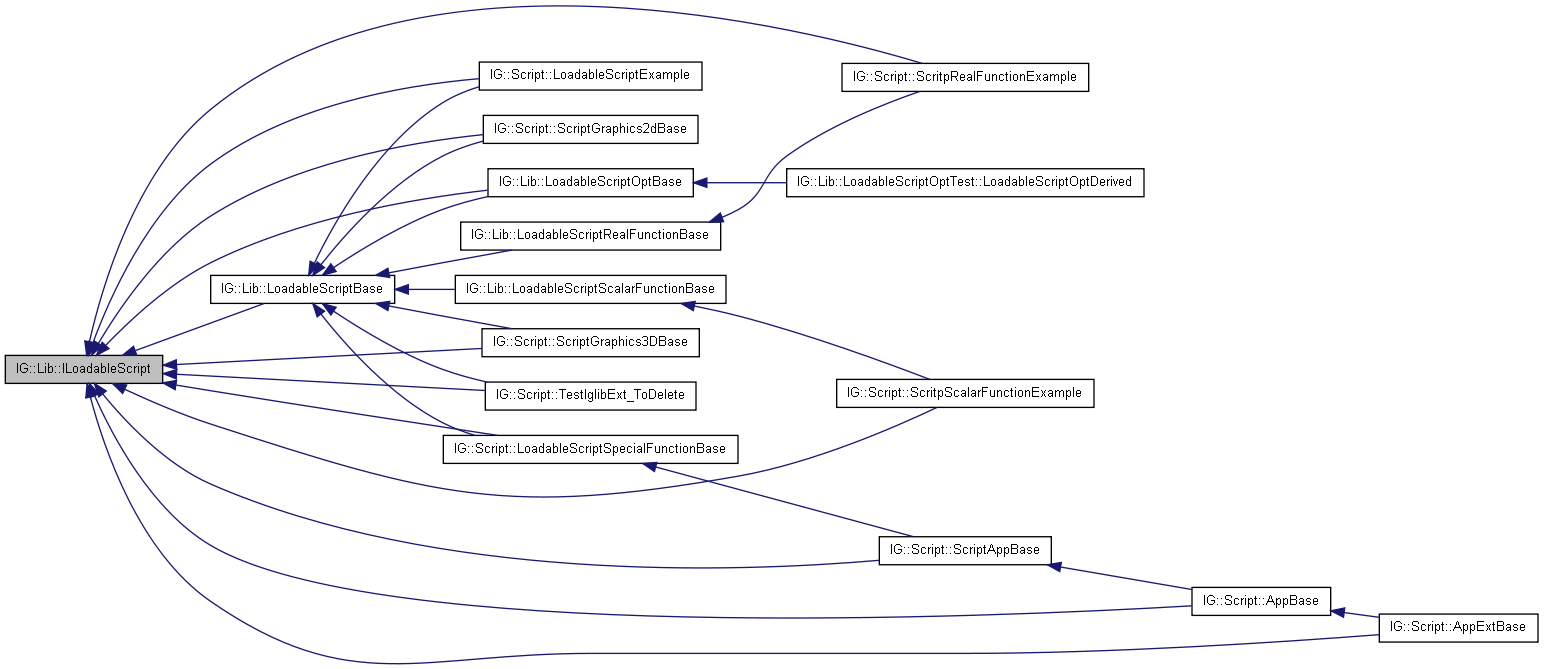 IG::Script::LoadableScriptExample
IG::Script::ScritpRealFunctionExample
IG::Script::ScriptGraphics2dBase
IG::Lib::LoadableScriptOptBase
IG::Lib::LoadableScriptOptTest::LoadableScriptOptDerived
IG::Lib::LoadableScriptRealFunctionBase
IG::Lib::LoadableScriptBase
IG::Lib::LoadableScriptScalarFunctionBase
IG::Script::ScriptGraphics3DBase
IG::Lib::ILoadableScript
IG::Script::TestIglibExt_ToDelete
IG::Script::ScritpScalarFunctionExample
IG::Script::LoadableScriptSpecialFunctionBase
IG::Script::ScriptAppBase
IG::Script::AppBase
IG::Script::AppExtBase